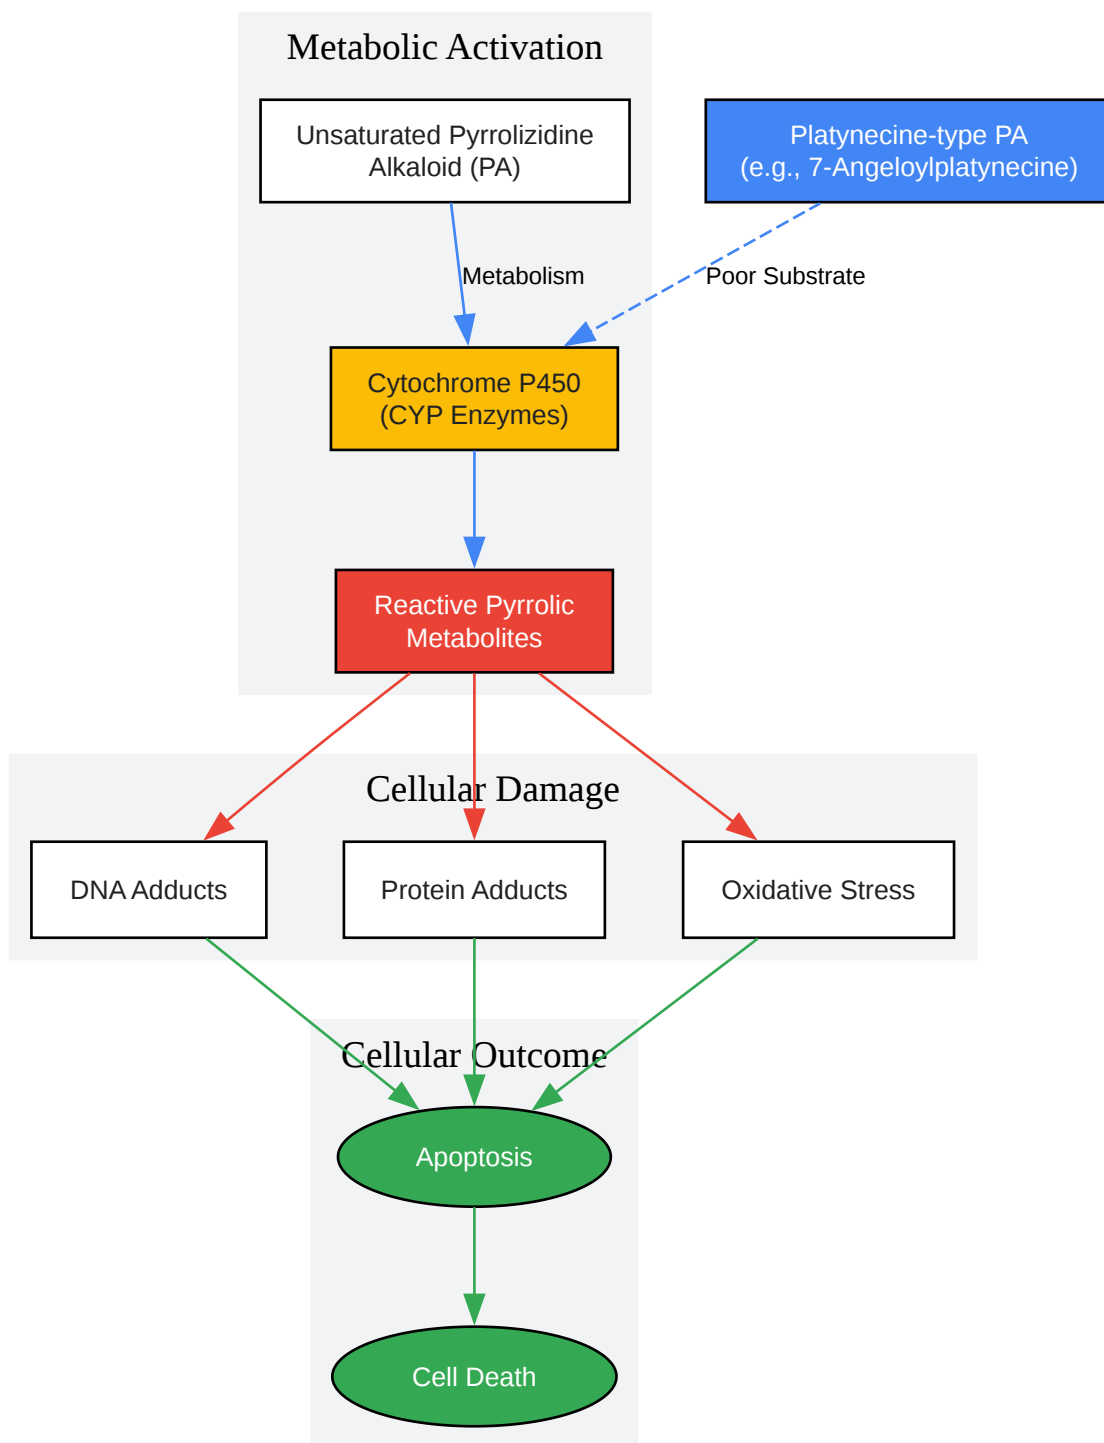 Metabolic Activation
Unsaturated Pyrrolizidine
Alkaloid (PA)
Platynecine-type PA
(e.g., 7-Angeloylplatynecine)
Metabolism
Poor Substrate
Cytochrome P450
(CYP Enzymes)
Reactive Pyrrolic
Metabolites
Cellular Damage
DNA Adducts
Protein Adducts
Oxidative Stress
Cellular Outcome
Apoptosis
Cell Death